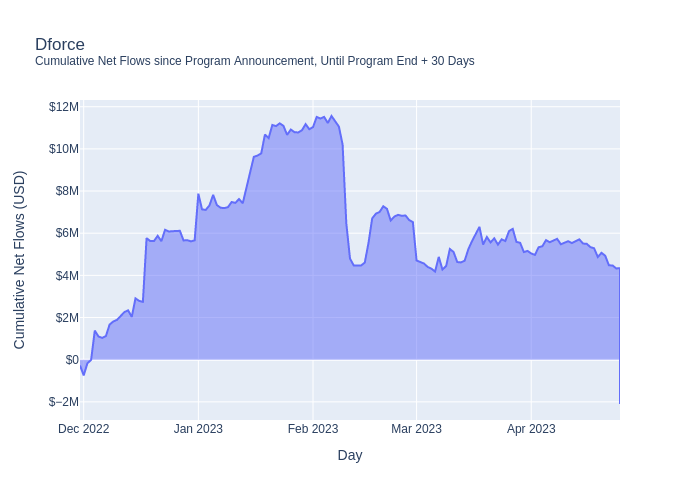 Dforce
Cumulative Net Flows since Program Announcement, Until Program End + 30 Days
Cumulative Net Flows (USD)
$12M
$10M
$8M
$6M
$4M
$2M
$0
$−2M
Dec 2022
Jan 2023
Feb 2023
Mar 2023
Apr 2023
Day